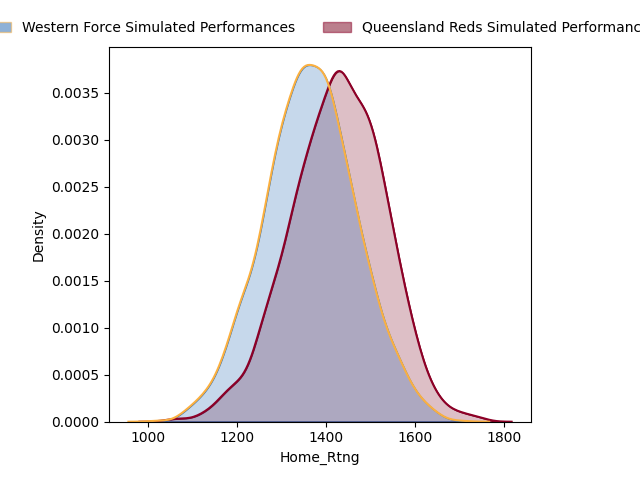 Western Force Simulated Performances
Queensland Reds Simulated Performanc
0.0035
0.0030
0.0025
0.0020
0.0015
0.0010
0.0005
0.0000
Density
1000 1200 1400 1600 1800
Home_Rtng